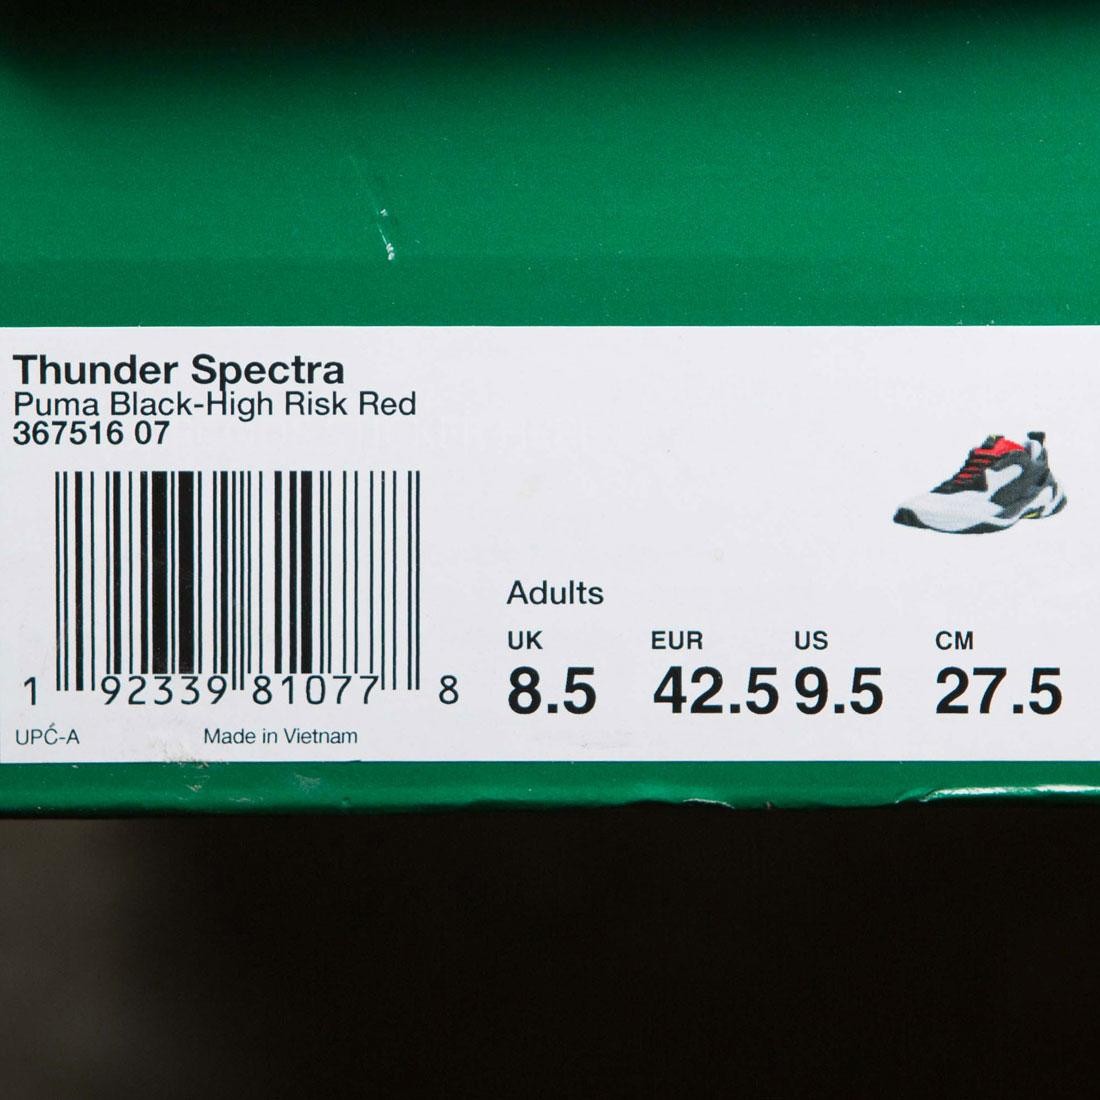 Thunder Spectra
Puma Black-High Risk Red
367516 07
1 92339 81077 8
UPC-A
Made in Vietnam
Adults
UK EUR US CM
8.5 42.5 9.5 27.5